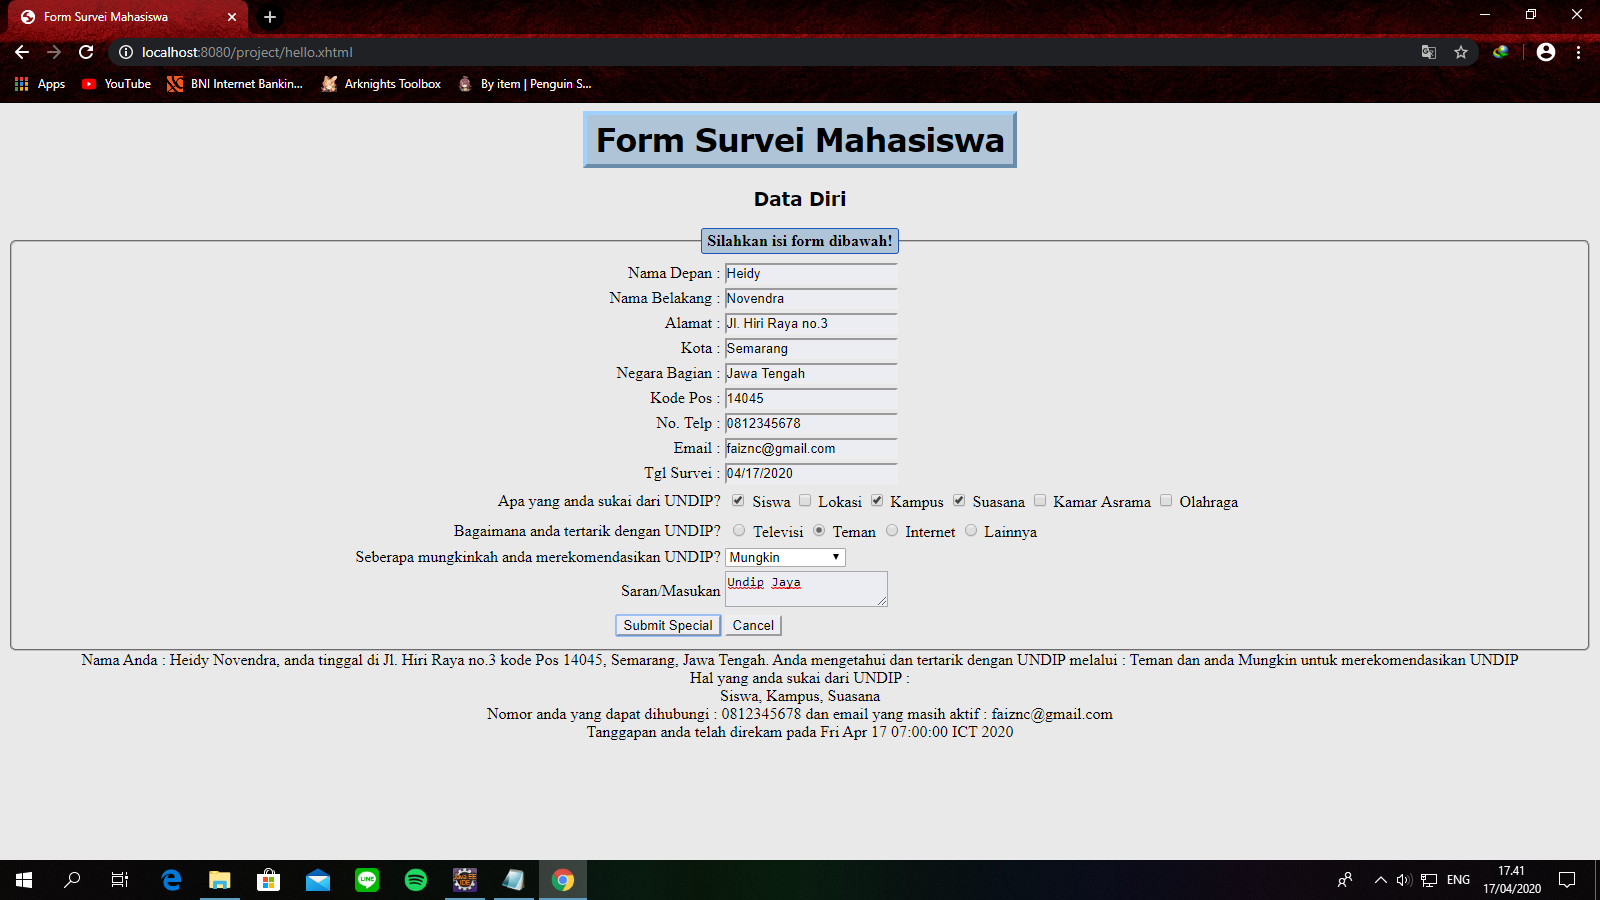 Form Survei Mahasiswa
localhost:8080/project/hello.xhtml
Apps YouTube BNI Internet Bankin... Arknights Toolbox By item | Penguin S...
Form Survei Mahasiswa
Data Diri
Silahkan isi form dibawah!
Nama Depan : Heidy
Nama Belakang : Novendra
Alamat : Jl. Hiri Raya no.3
Kota : Semarang
Negara Bagian : Jawa Tengah
Kode Pos : 14045
No. Telp : 0812345678
Email : faiznc@gmail.com
Tgl Survei : 04/17/2020
Apa yang anda sukai dari UNDIP? Siswa Lokasi Kampus Suasana Kamar Asrama Olahraga
Bagaimana anda tertarik dengan UNDIP? Televisi Teman Internet Lainnya
Seberapa mungkinkah anda merekomendasikan UNDIP? Mungkin
Saran/Masukan Undip Jaya
Submit Special Cancel
Nama Anda : Heidy Novendra, anda tinggal di Jl. Hiri Raya no.3 kode Pos 14045, Semarang, Jawa Tengah. Anda mengetahui dan tertarik dengan UNDIP melalui : Teman dan anda Mungkin untuk merekomendasikan UNDIP
Hal yang anda sukai dari UNDIP :
Siswa, Kampus, Suasana
Nomor anda yang dapat dihubungi : 0812345678 dan email yang masih aktif : faiznc@gmail.com
Tanggapan anda telah direkam pada Fri Apr 17 07:00:00 ICT 2020
LINE
ENG
17.41
17/04/2020